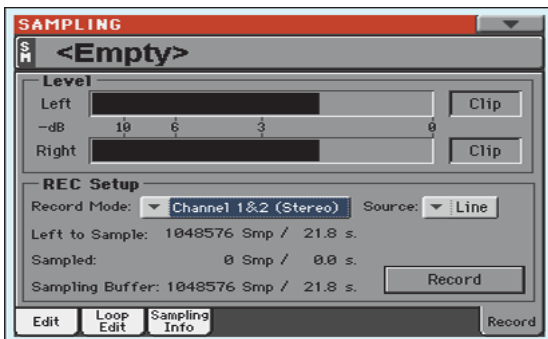 SAMPLING
SM <Empty>
Level
Left Clip
-dB 10 6 3 0
Right Clip
REC Setup
Record Mode: Channel 1&2 (Stereo) Source: Line
Left to Sample: 1048576 Smp / 21.8 s.
Sampled: 0 Smp / 0.0 s.
Sampling Buffer: 1048576 Smp / 21.8 s. Record
Edit Loop Edit Sampling Info Record